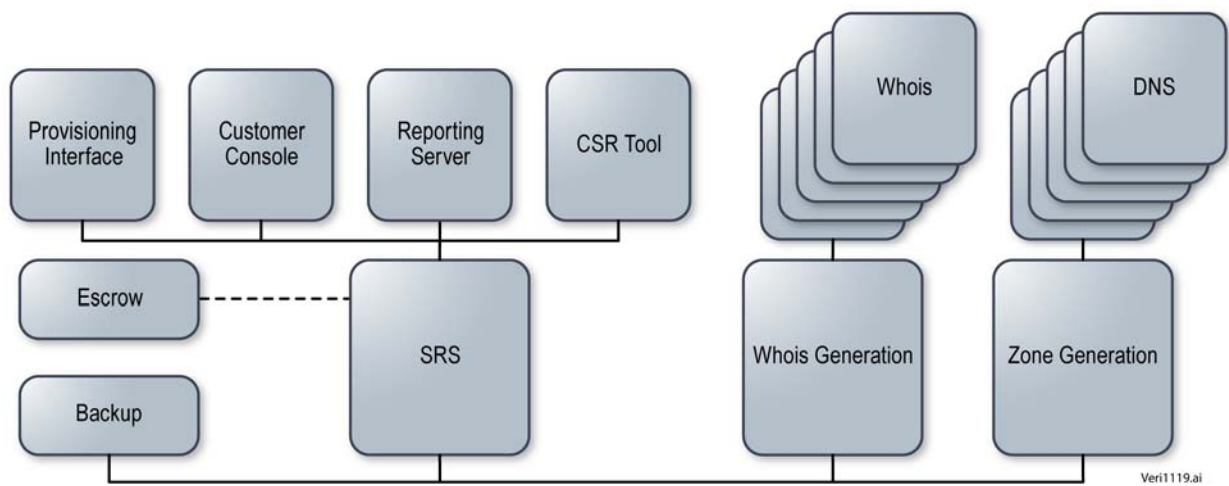 Provisioning
Interface
Customer
Console
Reporting
Server
CSR Tool
Whois
DNS
Escrow
SRS
Whois Generation
Zone Generation
Backup
Veri1119.ai